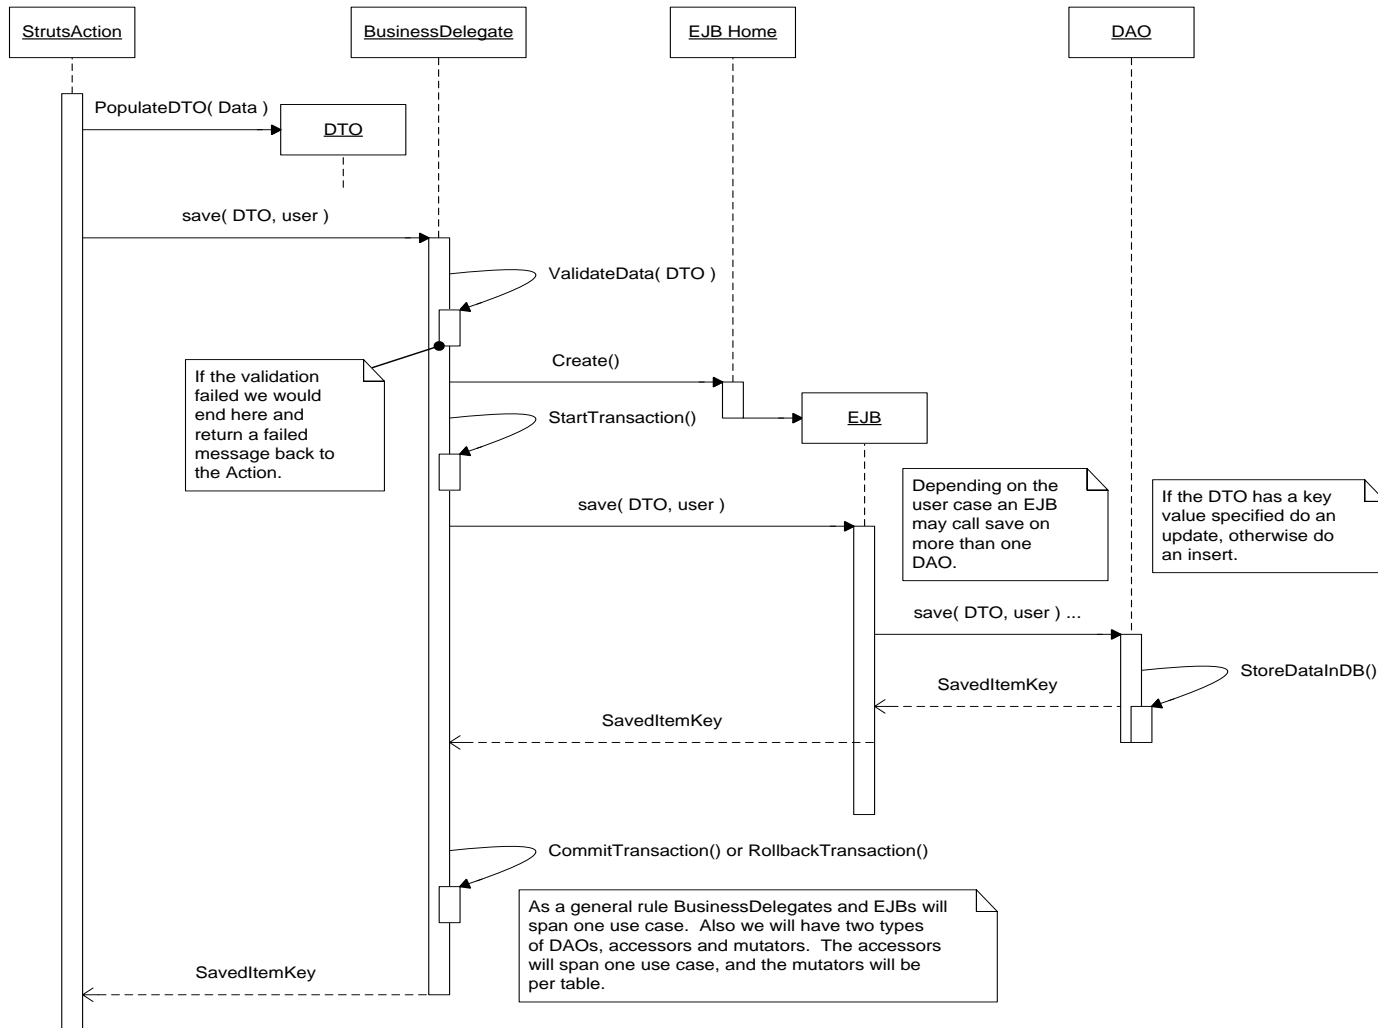 StrutsAction
BusinessDelegate
EJB Home
DAO
PopulateDTO( Data )
DTO
save( DTO, user )
ValidateData( DTO )
If the validation
failed we would
end here and
return a failed
message back to
the Action.
Create()
StartTransaction()
EJB
save( DTO, user )
Depending on the
user case an EJB
may call save on
more than one
DAO.
If the DTO has a key
value specified do an
update, otherwise do
an insert.
save( DTO, user ) ...
StoreDataInDB()
SavedItemKey
SavedItemKey
CommitTransaction() or RollbackTransaction()
As a general rule BusinessDelegates and EJBs will
span one use case.  Also we will have two types
of DAOs, accessors and mutators.  The accessors
will span one use case, and the mutators will be
per table.
SavedItemKey